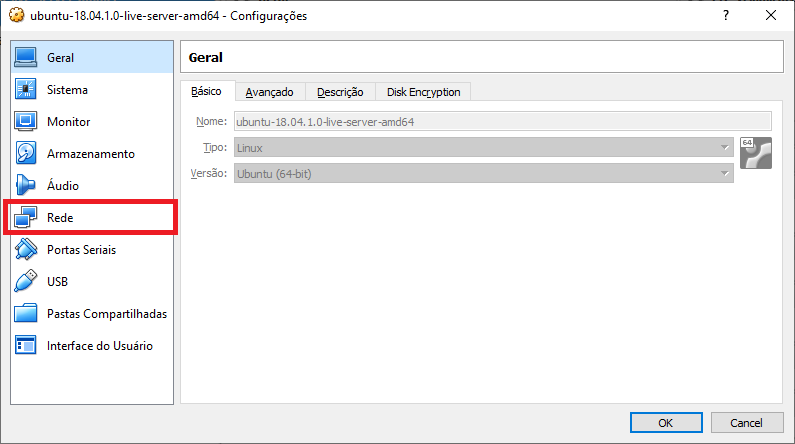 ubuntu-18.04.1.0-live-server-amd64 - Configurações
?
Geral
Sistema
Monitor
Armazenamento
Áudio
Rede
Portas Seriais
USB
Pastas Compartilhadas
Interface do Usuário
Geral
Básico Avançado Descrição Disk Encryption
Nome: ubuntu-18.04.1.0-live-server-amd64
Tipo: Linux
64
Versão: Ubuntu (64-bit)
OK Cancel